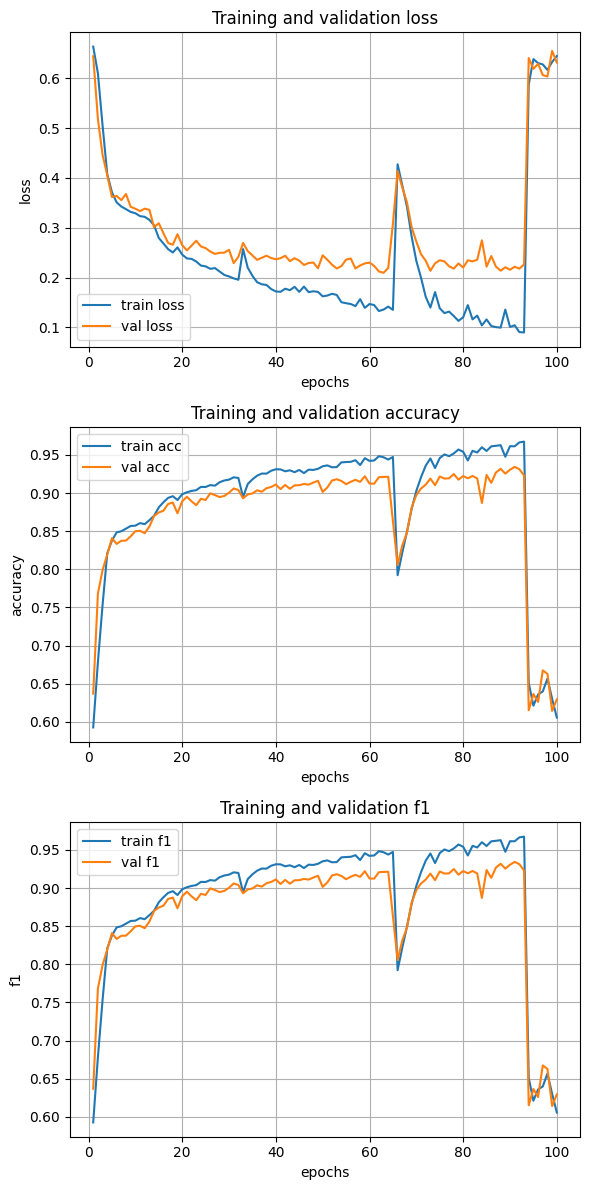 Training and validation loss
0.6
0.5
0.4
0.3
0.2
0.1
loss
train loss
val loss
0 20 40 60 80 100
epochs
Training and validation accuracy
0.95
0.90
0.85
0.80
0.75
0.70
0.65
0.60
accuracy
train acc
val acc
0 20 40 60 80 100
epochs
Training and validation f1
0.95
0.90
0.85
0.80
0.75
0.70
0.65
0.60
f1
train f1
val f1
0 20 40 60 80 100
epochs